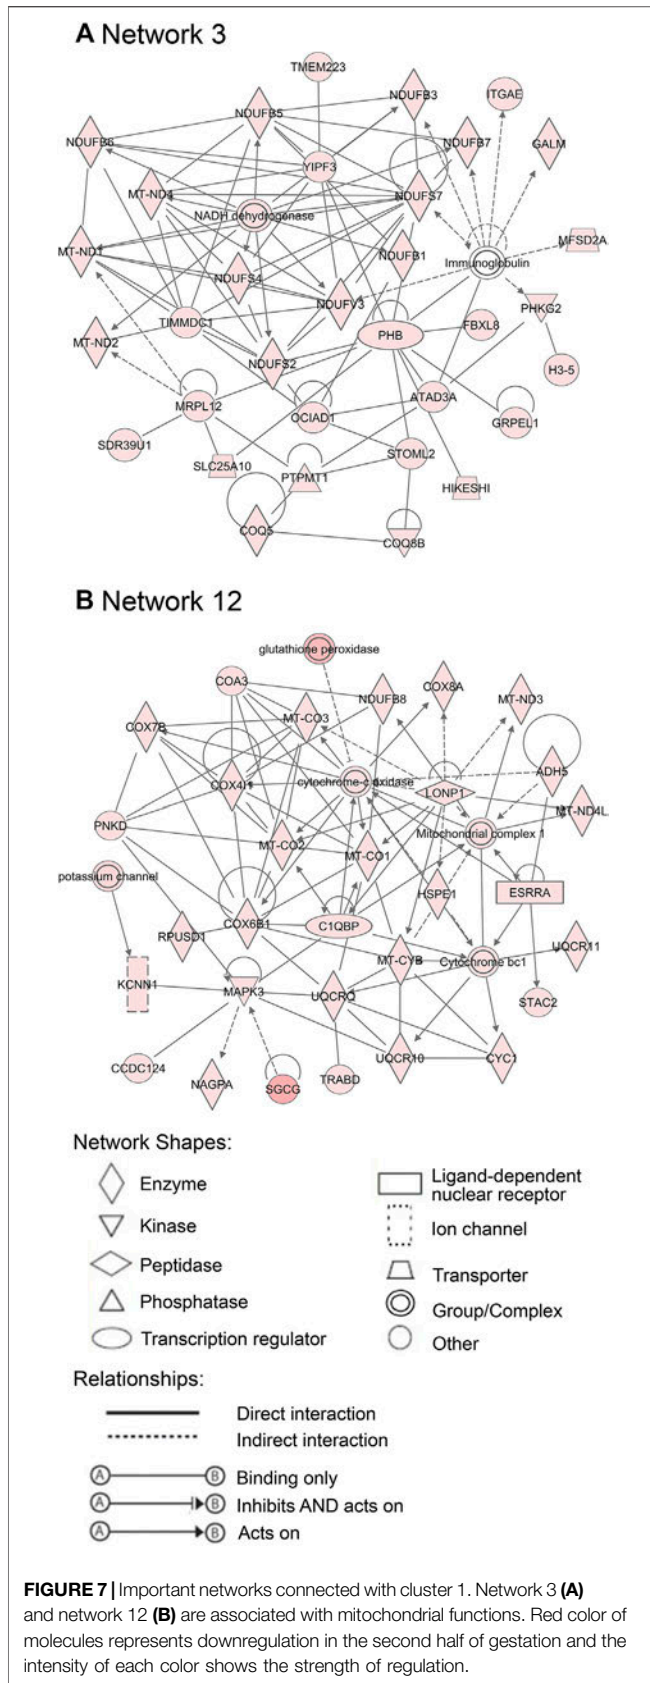 A Network 3
TMEM223
NDUFB3
ITGAE
NDUFB5
NDUFB6
NDUFB7
GALM
YIPF3
MT-ND4
NDUFS7
NADH dehydrogenase
MFSD2A
MT-ND1
NDUFB1
Immunoglobulin
NDUFS4
NDUFV3
PHKG2
TIMMDC1
FBXL8
PHB
MT-ND2
NDUFS2
H3-5
MRPL12
OCIAD1
ATAD3A
GRPEL1
SDR39U1
SLC25A10
STOML2
PTPMT1
HIKESHI
COQ5
COQ8B
B Network 12
glutathione peroxidase
COA3
NDUFB8
COX8A
MT-ND3
MT-CO3
COX7B
COX4I1
cytochrome-c oxidase
LONP1
ADH5
MT-ND4L
PNKD
Mitochondrial complex 1
MT-CO2
MT-CO1
potassium channel
HSPE1
ESRRA
COX6B1
C1QBP
RPUSD1
MT-CYB
Cytochrome bc1
UQCR11
KCNN1
MAPK3
UQCRQ
STAC2
CCDC124
UQCR10
CYC1
NAGPA
SGCG
TRABD
Network Shapes:
Enzyme
Kinase
Peptidase
Phosphatase
Transcription regulator
Ligand-dependent
nuclear receptor
Ion channel
Transporter
Group/Complex
Other
Relationships:
Direct interaction
Indirect interaction
A B Binding only
A B Inhibits AND acts on
A B Acts on
FIGURE 7 | Important networks connected with cluster 1. Network 3 (A)
and network 12 (B) are associated with mitochondrial functions. Red color of
molecules represents downregulation in the second half of gestation and the
intensity of each color shows the strength of regulation.